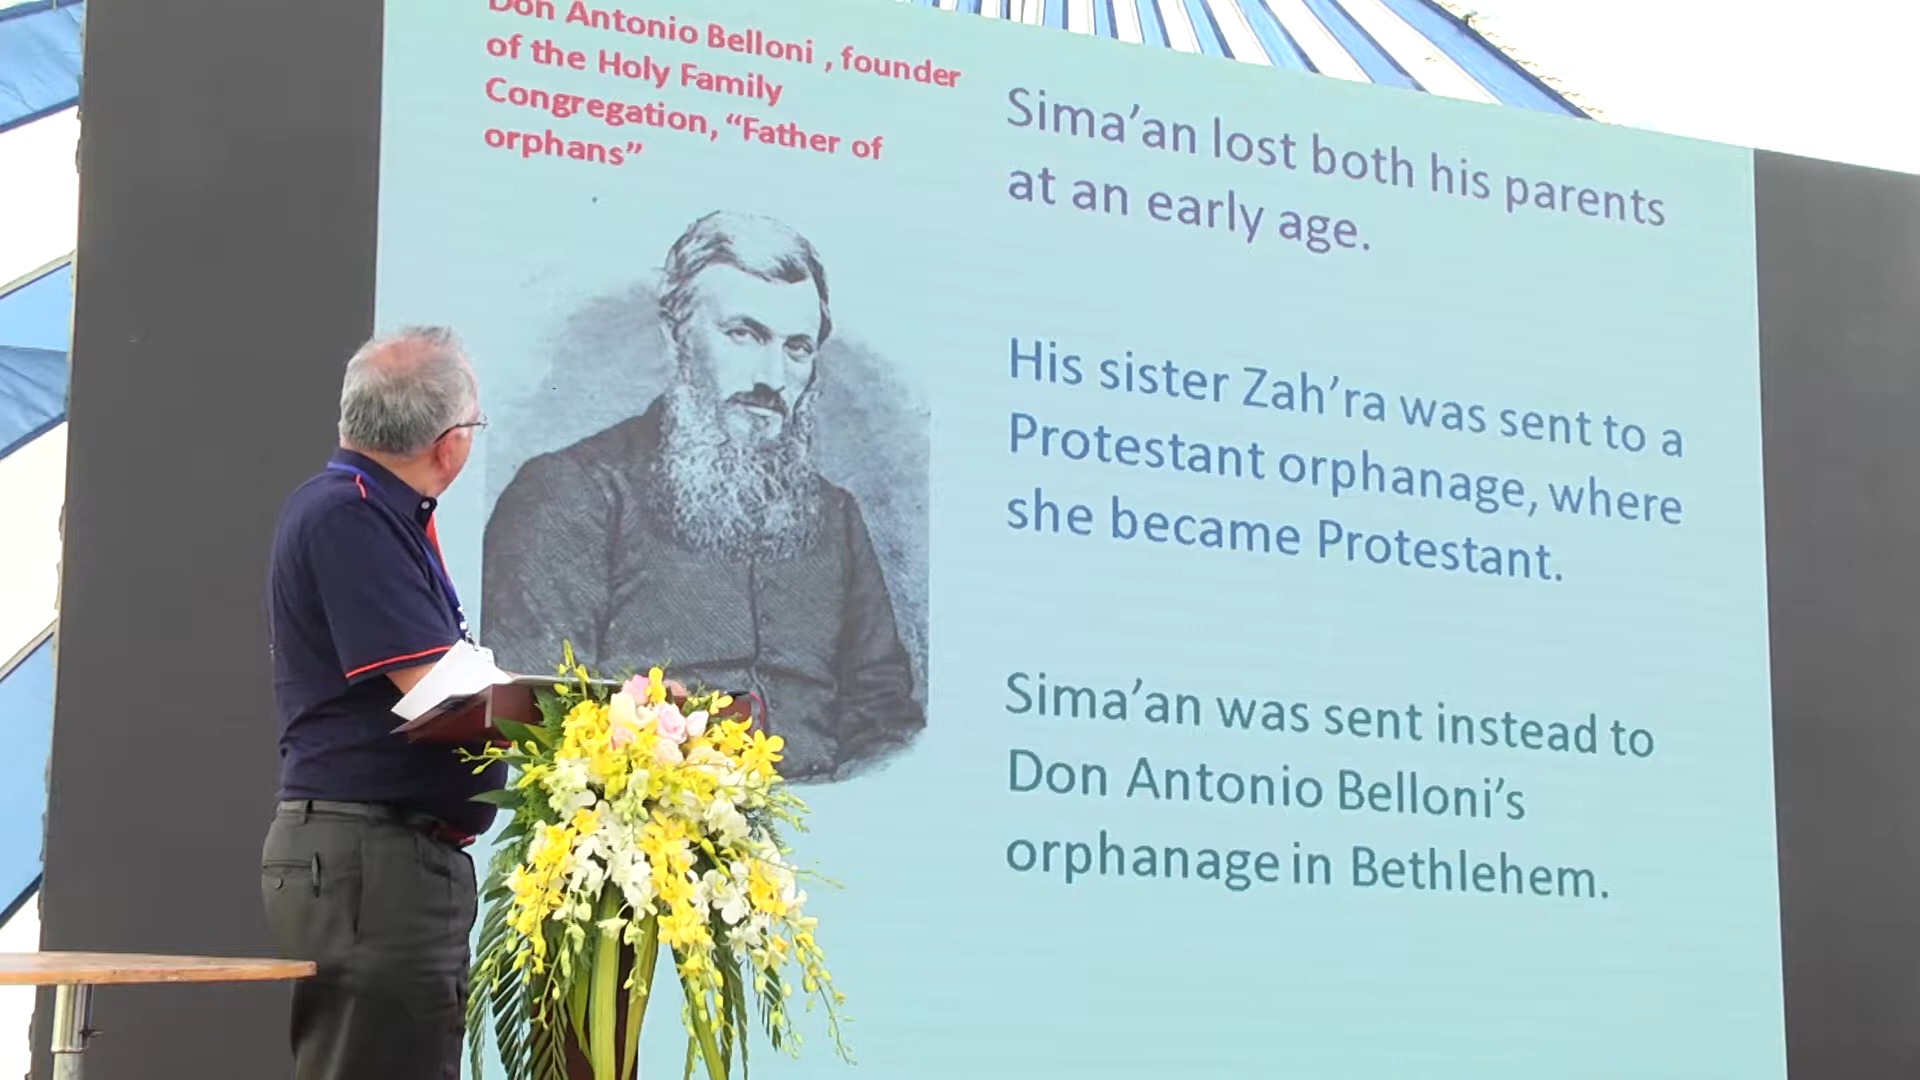 Don Antonio Belloni , founder
of the Holy Family
Congregation, “Father of
orphans”
Sima’an lost both his parents
at an early age.
His sister Zah’ra was sent to a
Protestant orphanage, where
she became Protestant.
Sima’an was sent instead to
Don Antonio Belloni’s
orphanage in Bethlehem.